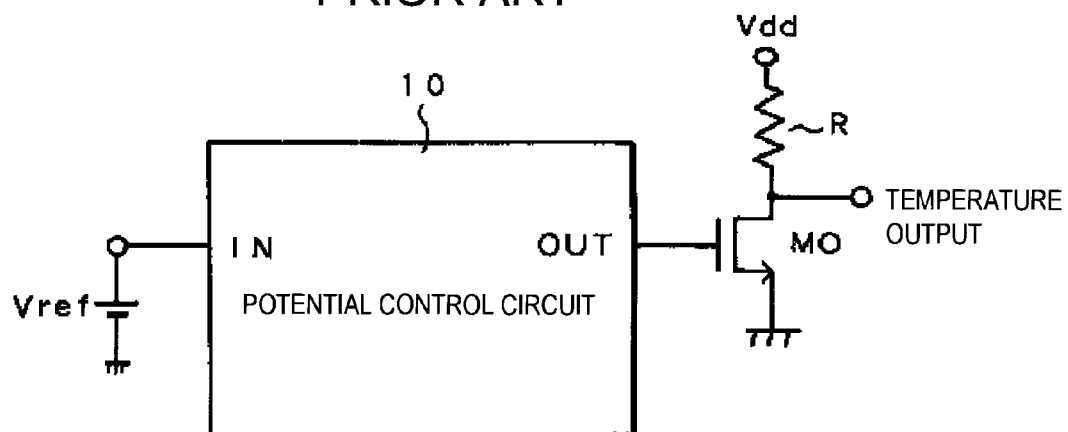 PRIOR ART
Vdd
10
R
TEMPERATURE
OUTPUT
IN
OUT
MO
Vref
POTENTIAL CONTROL CIRCUIT